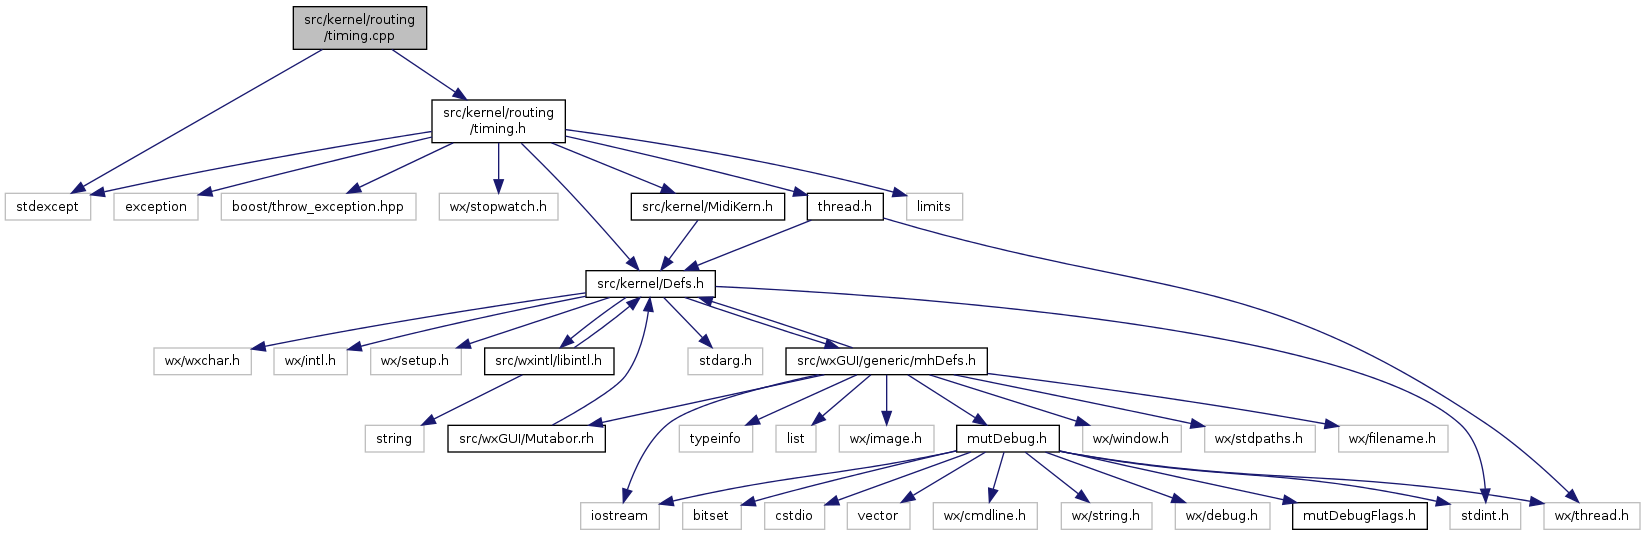 src/kernel/routing
/timing.cpp
src/kernel/routing
/timing.h
stdexcept
exception
boost/throw_exception.hpp
wx/stopwatch.h
src/kernel/MidiKern.h
thread.h
limits
src/kernel/Defs.h
wx/wxchar.h
wx/intl.h
wx/setup.h
src/wxintl/libintl.h
stdarg.h
src/wxGUI/generic/mhDefs.h
string
src/wxGUI/Mutabor.rh
typeinfo
list
wx/image.h
mutDebug.h
wx/window.h
wx/stdpaths.h
wx/filename.h
iostream
bitset
cstdio
vector
wx/cmdline.h
wx/string.h
wx/debug.h
mutDebugFlags.h
stdint.h
wx/thread.h